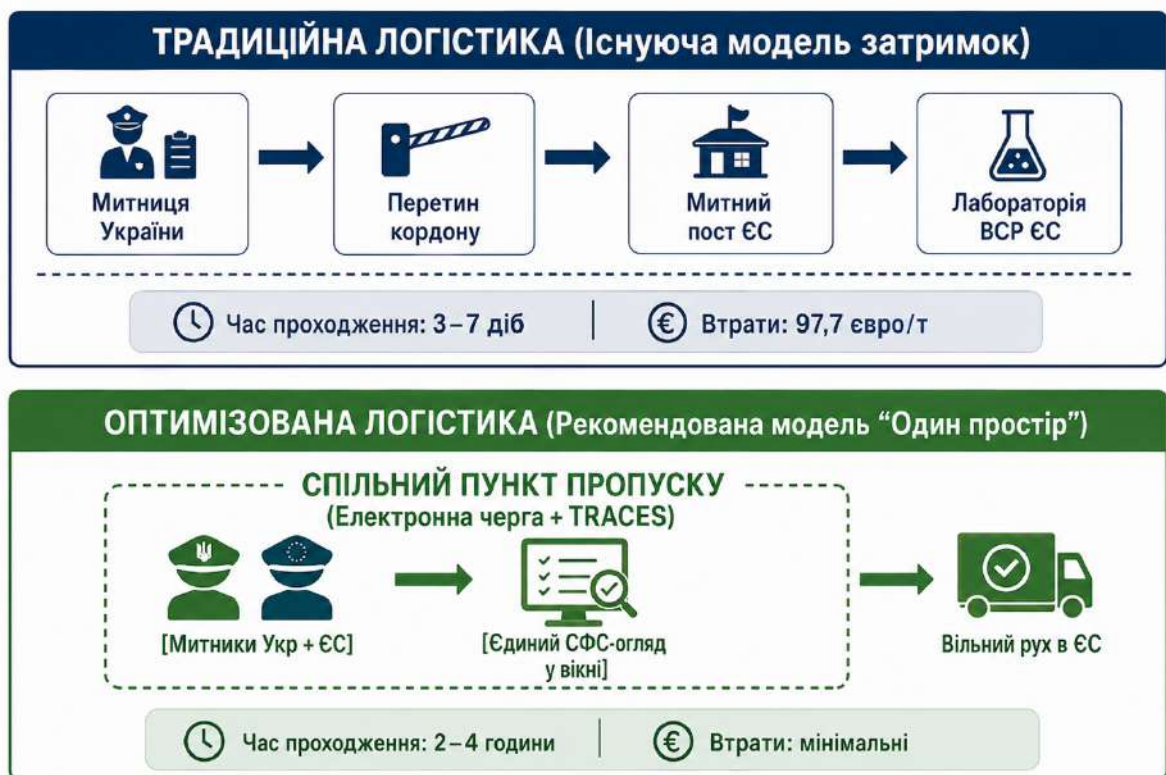 ТРАДИЦІЙНА ЛОГІСТИКА (Існуюча модель затримок)
Митниця
України
Перетин
кордону
Митний
пост ЄС
Лабораторія
ВСР ЄС
Час проходження: 3–7 діб
€ Втрати: 97,7 євро/т
ОПТИМІЗОВАНА ЛОГІСТИКА (Рекомендована модель “Один простір”)
СПІЛЬНИЙ ПУНКТ ПРОПУСКУ
(Електронна черга + TRACES)
[Митники Укр + ЄС]
[Єдиний СФС-огляд
у вікні]
Вільний рух в ЄС
Час проходження: 2–4 години
€ Втрати: мінімальні